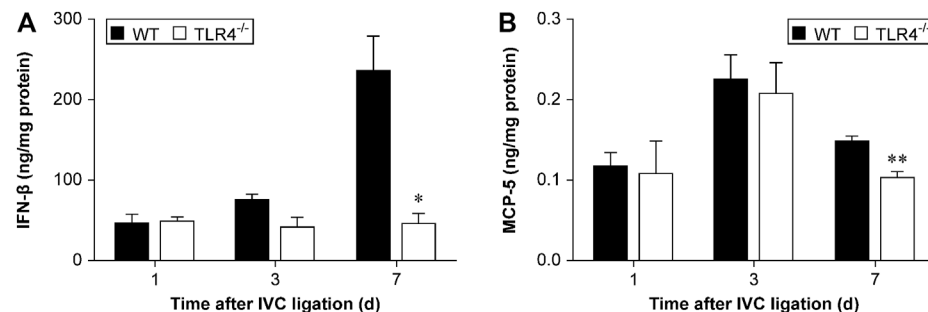 A
WT TLR4-/-
IFN-β (ng/mg protein)
300
200
100
0
*
1 3 7
Time after IVC ligation (d)
B
WT TLR4-/-
MCP-5 (ng/mg protein)
0.3
0.2
0.1
0.0
**
1 3 7
Time after IVC ligation (d)